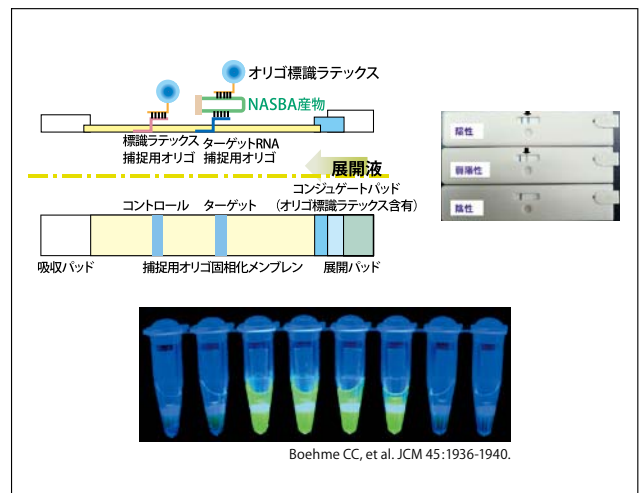 オリゴ標識ラテックス
NASBA産物
標識ラテックス
捕捉用オリゴ
ターゲットRNA
捕捉用オリゴ
展開液
コンジュゲートパッド
(オリゴ標識ラテックス含有)
コントロール
ターゲット
吸収パッド
捕捉用オリゴ固相化メンブレン
展開パッド
陽性
弱陽性
陰性
Boehme CC, et al. JCM 45:1936-1940.